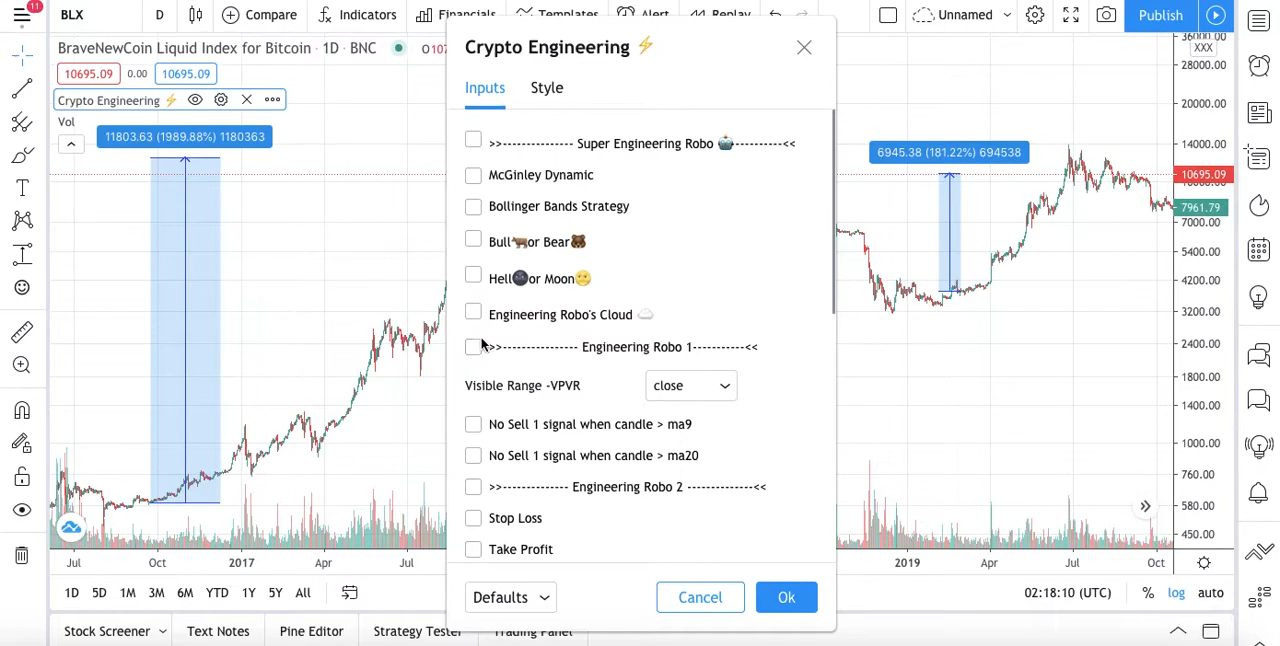 11
BLX
D
Compare
Indicators
Financials
Templates
Alert
Replay
Unnamed
Publish
BraveNewCoin Liquid Index for Bitcoin · 1D · BNC
O107
10695.09
0.00
10695.09
Crypto Engineering ⚡
Vol
11803.63 (1989.88%) 1180363
Crypto Engineering ⚡
Inputs
Style
>>--------------- Super Engineering Robo 🤖-----------<<
McGinley Dynamic
Bollinger Bands Strategy
Bull🐂or Bear🐻
Hell🌚or Moon🌝
Engineering Robo's Cloud ☁️
>>---------------- Engineering Robo 1-----------<<
Visible Range -VPVR
close
No Sell 1 signal when candle > ma9
No Sell 1 signal when candle > ma20
>>------------- Engineering Robo 2 --------------<<
Stop Loss
Take Profit
Defaults
Cancel
Ok
6945.38 (181.22%) 694538
36000.00
XXX
28000.00
20000.00
14000.00
10695.09
7961.79
7000.00
5400.00
4200.00
3200.00
2400.00
1800.00
1400.00
1000.00
760.00
580.00
450.00
Jul
Oct
2017
Apr
Jul
2019
Apr
Jul
Oct
1D
5D
1M
3M
6M
YTD
1Y
5Y
All
02:18:10 (UTC)
%
log
auto
Stock Screener
Text Notes
Pine Editor
Strategy Tester
Trading Panel